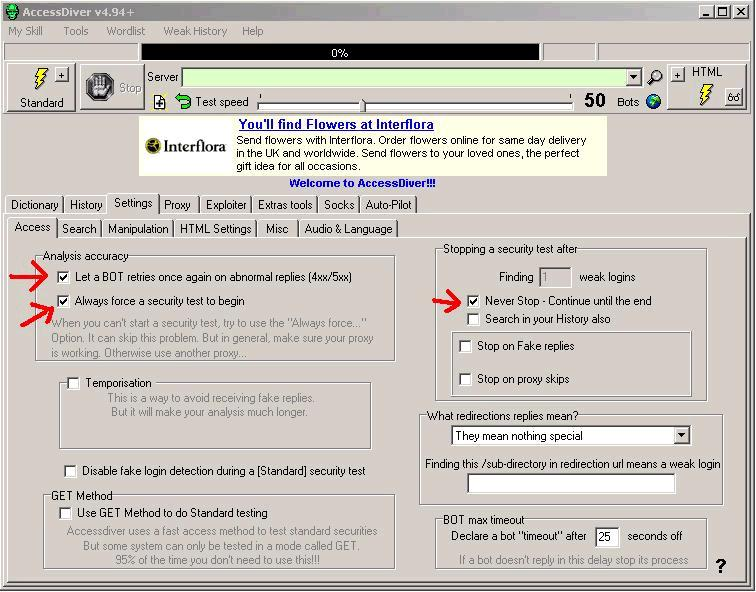 AccessDiver v4.94+
My Skill Tools Wordlist Weak History Help
0%
Standard
+
Stop
Server
Test speed
50 Bots
+ HTML
Interflora
You'll find Flowers at Interflora
Send flowers with Interflora. Order flowers online for same day delivery
in the UK and worldwide. Send flowers to your loved ones, the perfect
gift idea for all occasions.
Welcome to AccessDiver!!!
Dictionary History Settings Proxy Exploiter Extras tools Socks Auto-Pilot
Access Search Manipulation HTML Settings Misc Audio & Language
Analysis accuracy
Let a BOT retries once again on abnormal replies (4xx/5xx)
Always force a security test to begin
When you can't start a security test, try to use the "Always force..."
Option. It can skip this problem. But in general, make sure your proxy
is working. Otherwise use another proxy...
Temporisation
This is a way to avoid receiving fake replies.
But it will make your analysis much longer.
Disable fake login detection during a [Standard] security test
GET Method
Use GET Method to do Standard testing
Accessdiver uses a fast access method to test standard securities
But some system can only be tested in a mode called GET.
95% of the time you don't need to use this!!!
Stopping a security test after
Finding 1 weak logins
Never Stop - Continue until the end
Search in your History also
Stop on Fake replies
Stop on proxy skips
What redirections replies mean?
They mean nothing special
Finding this /sub-directory in redirection url means a weak login
BOT max timeout
Declare a bot "timeout" after 25 seconds off
If a bot doesn't reply in this delay stop its process
?